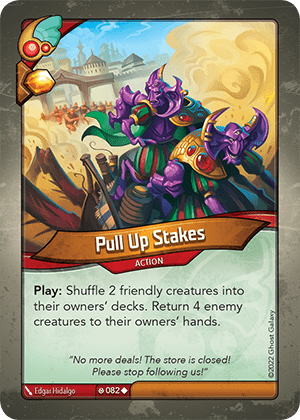 Pull Up Stakes
ACTION
Play: Shuffle 2 friendly creatures into
their owners’ decks. Return 4 enemy
creatures to their owners’ hands.
“No more deals! The store is closed!
Please stop following us!”
©2022 Ghost Galaxy
Edgar Hidalgo
082